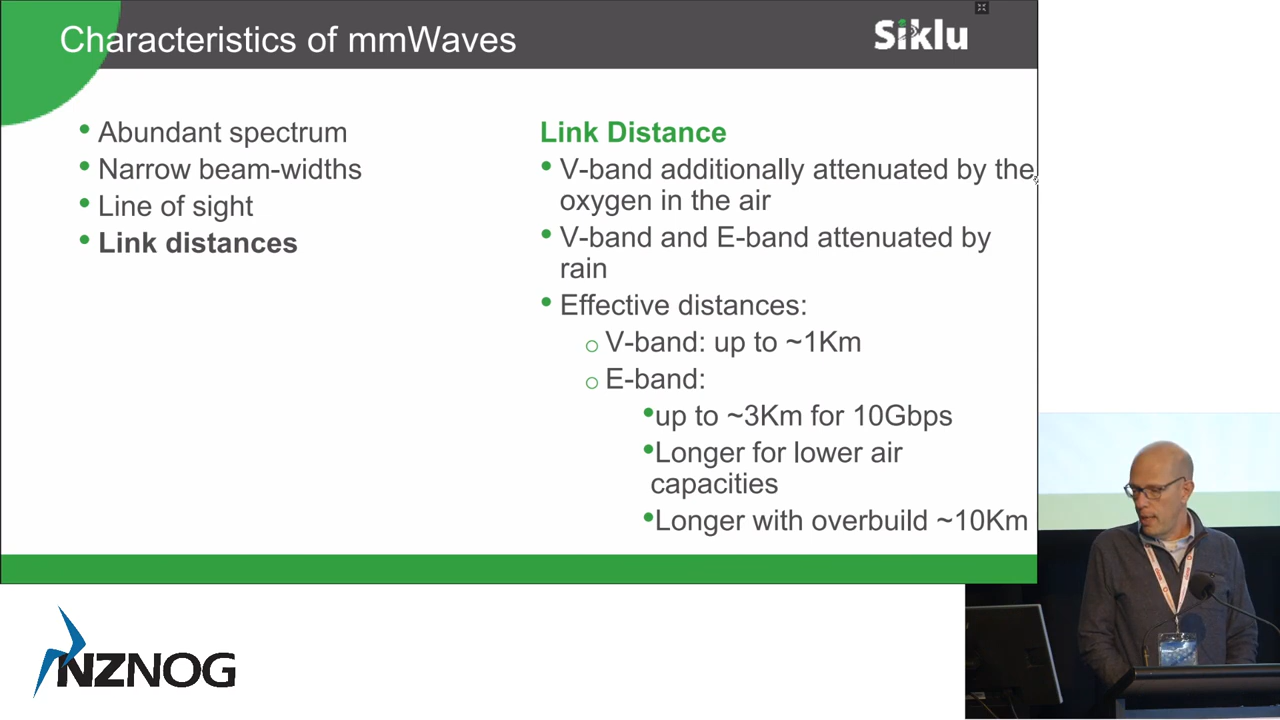 Characteristics of mmWaves
Siklu
Abundant spectrum
Narrow beam-widths
Line of sight
Link distances
Link Distance
V-band additionally attenuated by the
oxygen in the air
V-band and E-band attenuated by
rain
Effective distances:
V-band: up to ~1Km
E-band:
up to ~3Km for 10Gbps
Longer for lower air
capacities
Longer with overbuild ~10Km
NZNOG